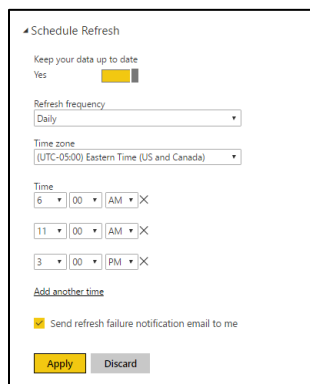 Schedule Refresh
Keep your data up to date
Yes
Refresh frequency
Daily
Time zone
(UTC-05:00) Eastern Time (US and Canada)
Time
6 00 AM
11 00 AM
3 00 PM
Add another time
Send refresh failure notification email to me
Apply Discard